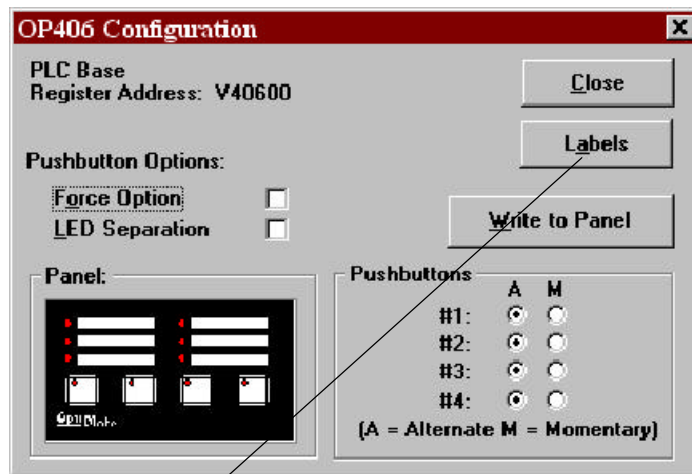 OP406 Configuration
PLC Base
Register Address: V40600
Close
Labels
Pushbutton Options:
Force Option
LED Separation
Write to Panel
Panel:
Pushbuttons
A M
#1:
#2:
#3:
#4:
(A = Alternate M = Momentary)